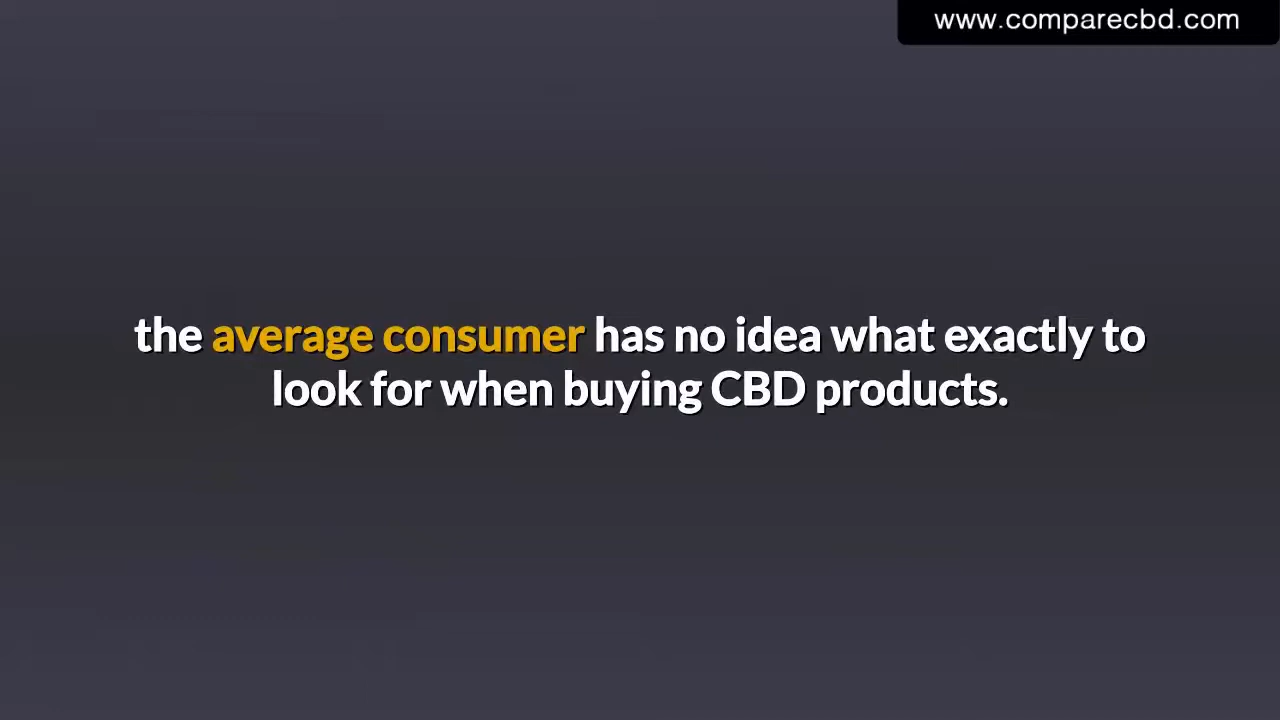 www.comparecbd.com
the average consumer has no idea what exactly to
look for when buying CBD products.